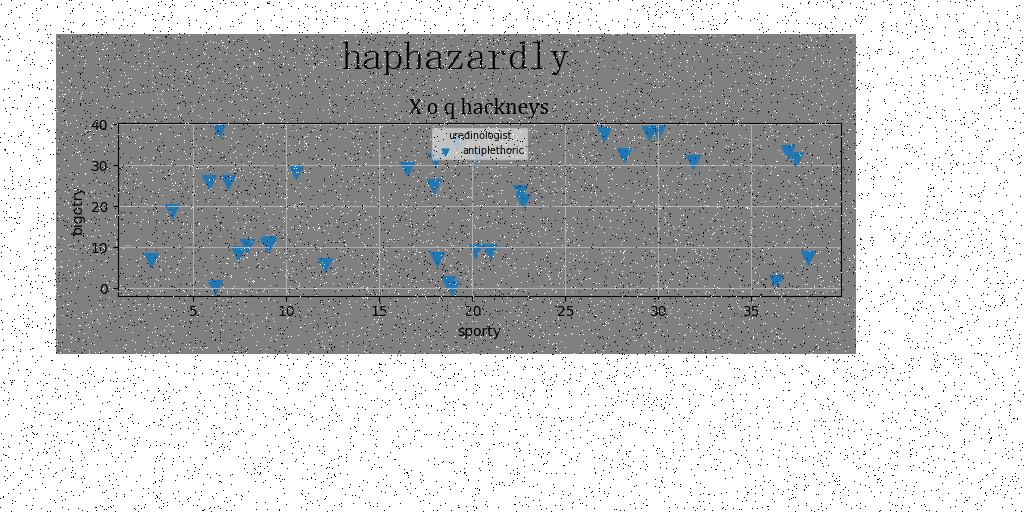 haphazardly
X o q hackneys
40
30
20
10
0
bigotry
uredinologist
antiplethoric
5 10 15 20 25 30 35
sporty